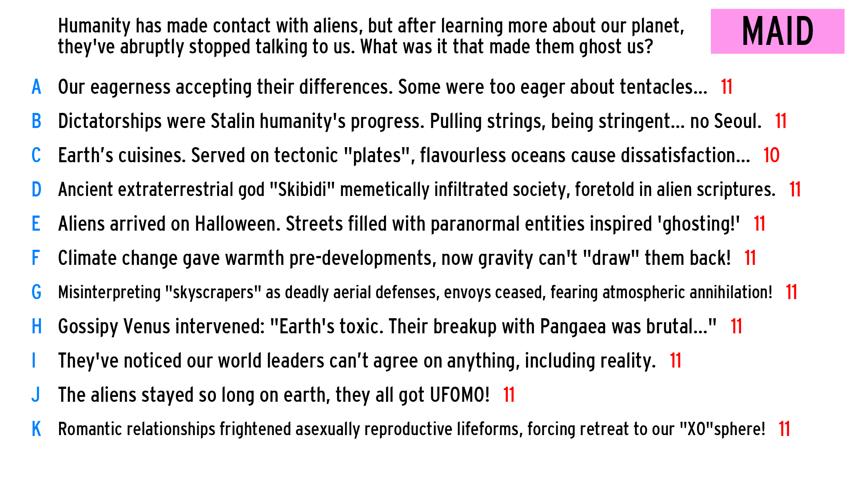 Humanity has made contact with aliens, but after learning more about our planet,
they've abruptly stopped talking to us. What was it that made them ghost us?
MAID
A Our eagerness accepting their differences. Some were too eager about tentacles... 11
B Dictatorships were Stalin humanity's progress. Pulling strings, being stringent... no Seoul. 11
C Earth’s cuisines. Served on tectonic "plates", flavourless oceans cause dissatisfaction... 10
D Ancient extraterrestrial god "Skibidi" memetically infiltrated society, foretold in alien scriptures. 11
E Aliens arrived on Halloween. Streets filled with paranormal entities inspired 'ghosting!' 11
F Climate change gave warmth pre-developments, now gravity can't "draw" them back! 11
G Misinterpreting "skyscrapers" as deadly aerial defenses, envoys ceased, fearing atmospheric annihilation! 11
H Gossipy Venus intervened: "Earth's toxic. Their breakup with Pangaea was brutal..." 11
I They've noticed our world leaders can’t agree on anything, including reality. 11
J The aliens stayed so long on earth, they all got UFOMO! 11
K Romantic relationships frightened asexually reproductive lifeforms, forcing retreat to our "XO"sphere! 11